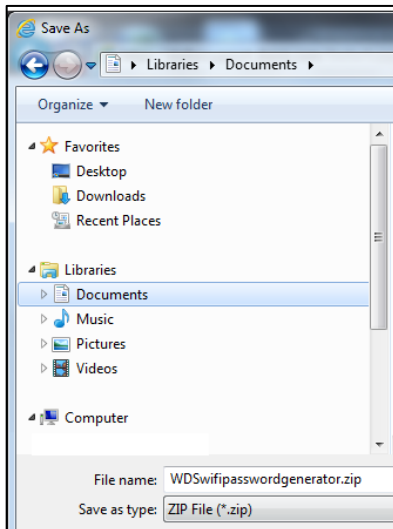 Save As
Libraries Documents
Organize New folder
Favorites
Desktop
Downloads
Recent Places
Libraries
Documents
Music
Pictures
Videos
Computer
File name: WDSwifipasswordgenerator.zip
Save as type: ZIP File (*.zip)